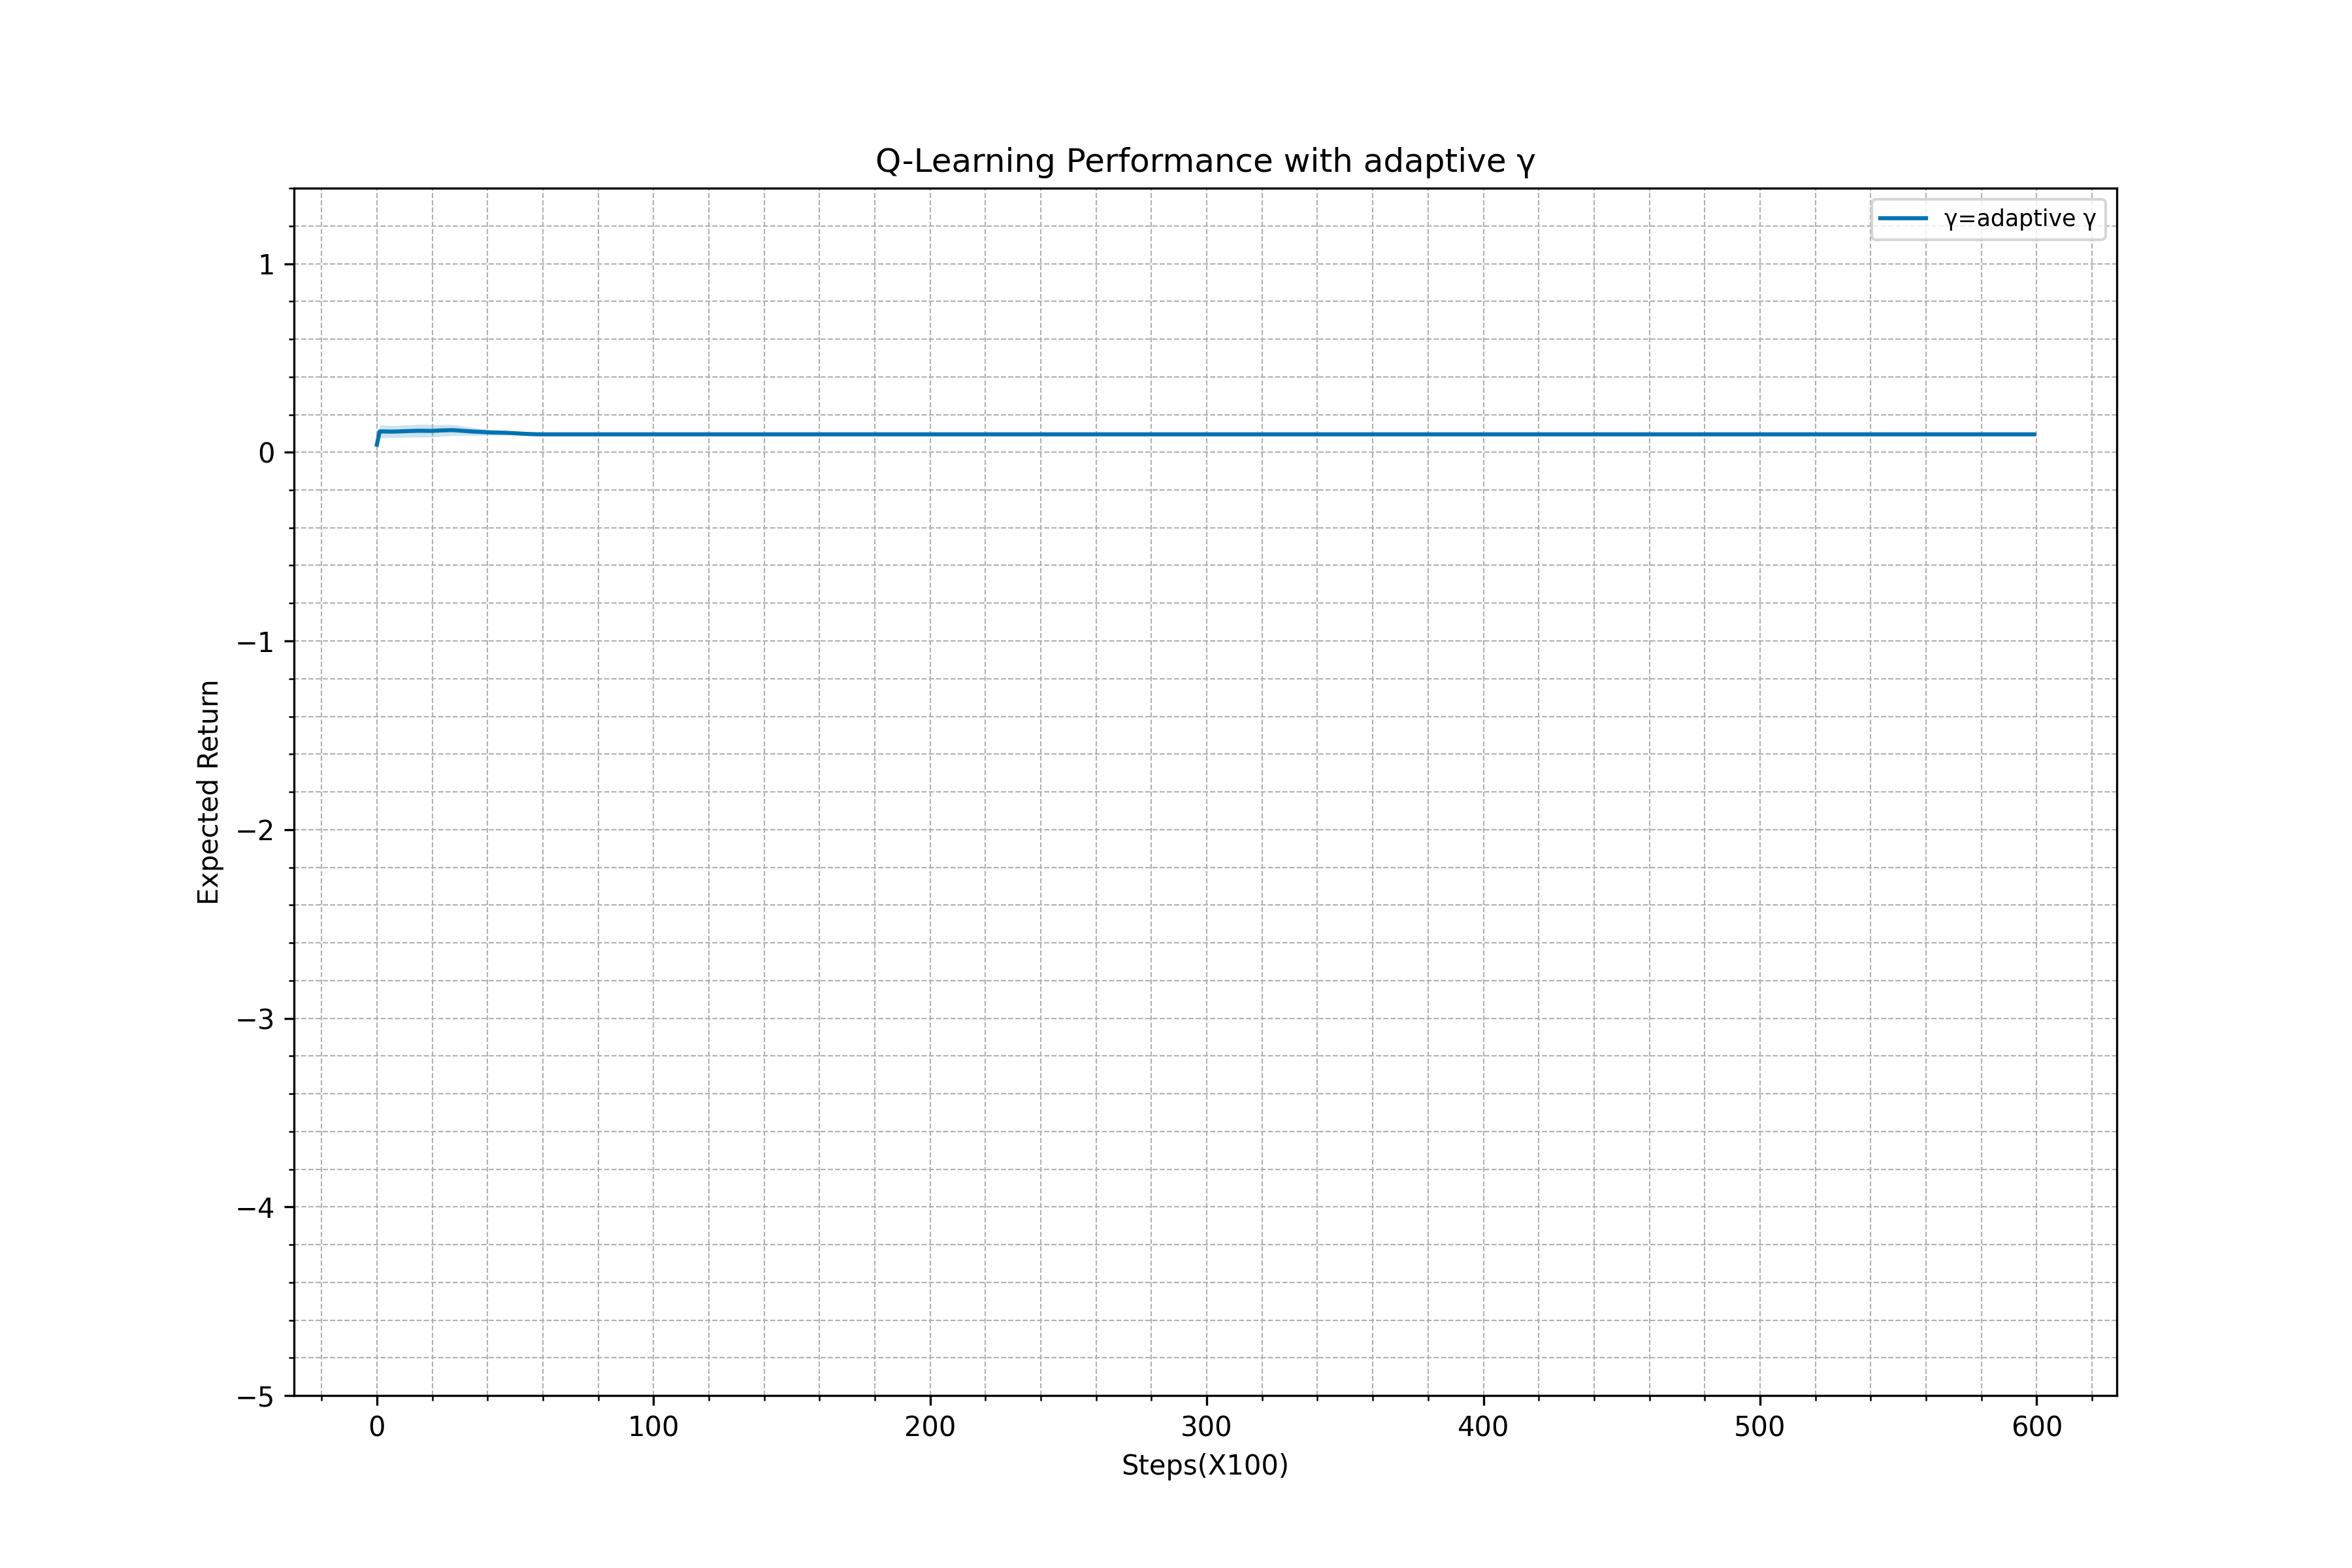 Q-Learning Performance with adaptive γ
γ=adaptive γ
1
0
−1
−2
−3
−4
−5
Expected Return
0 100 200 300 400 500 600
Steps(X100)